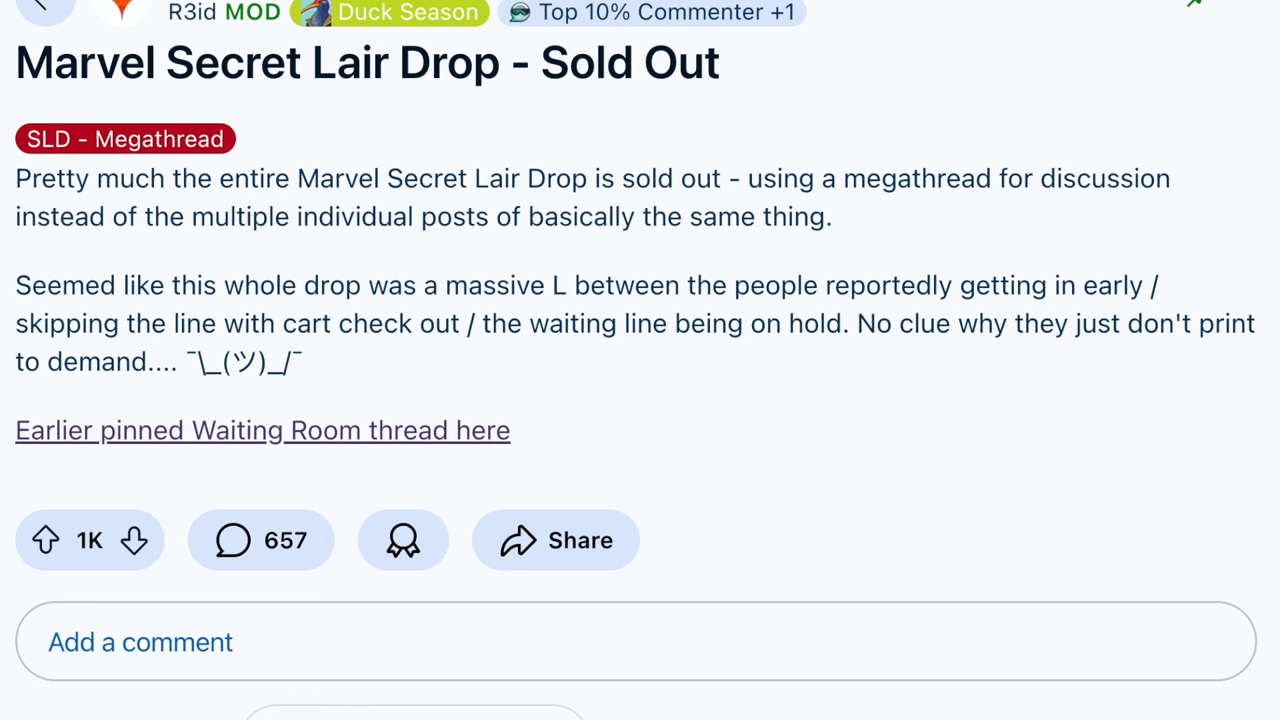 R3id MOD Duck Season Top 10% Commenter +1
Marvel Secret Lair Drop - Sold Out
SLD - Megathread
Pretty much the entire Marvel Secret Lair Drop is sold out - using a megathread for discussion
instead of the multiple individual posts of basically the same thing.
Seemed like this whole drop was a massive L between the people reportedly getting in early /
skipping the line with cart check out / the waiting line being on hold. No clue why they just don't print
to demand.... ¯\_(ツ)_/¯
Earlier pinned Waiting Room thread here
1K 657 Share
Add a comment